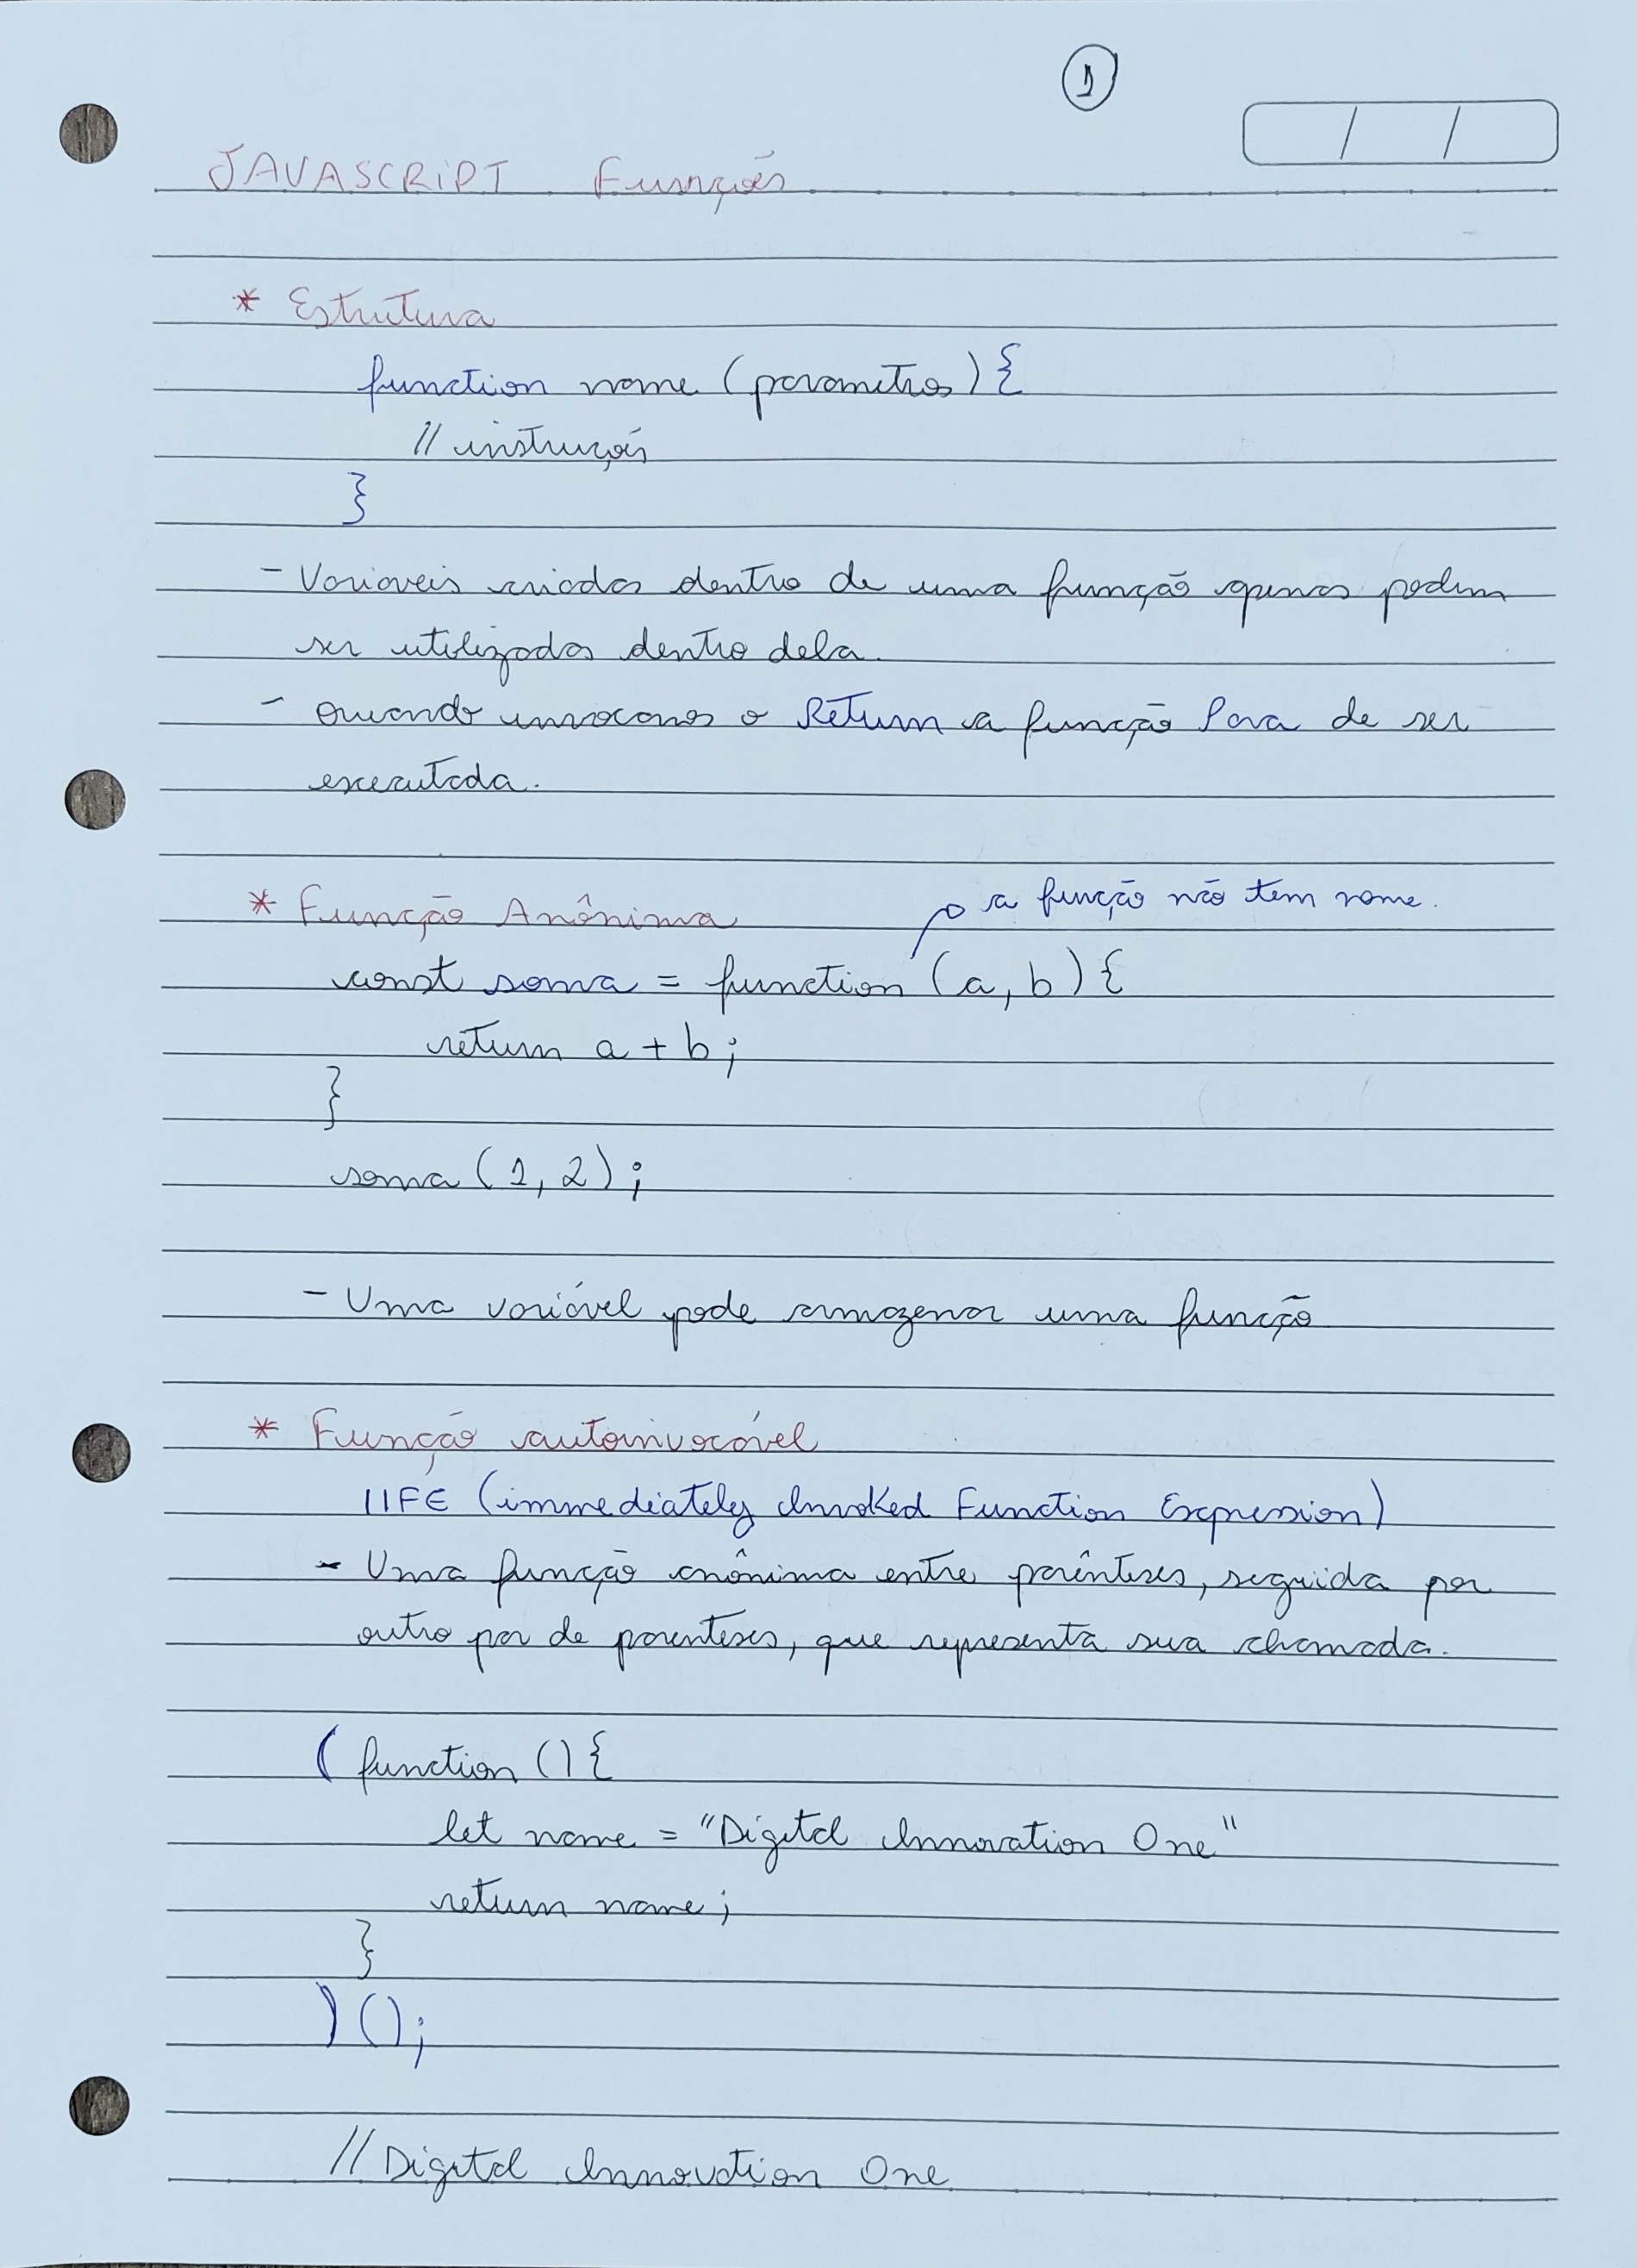 1
JAVASCRIPT Funções
* Estrutura
function nome (parametros) {
// instruções
}
- Variaveis criadas dentro de uma função apenas podem
ser utilizadas dentro dela.
- Quando invocamos o Return a função Para de ser
executada.
* Função Anônima
a função não tem nome.
const soma = function (a, b) {
return a + b;
}
soma (1, 2);
- Uma variável pode armazenar uma função
* Função autoinvocável
IIFE (immediately Invoked Function Expression)
- Uma função anônima entre parênteses, seguida por
outro par de parenteses, que representa sua chamada.
( function () {
let name = "Digital Innovation One"
return name;
}
) ();
// Digital Innovation One